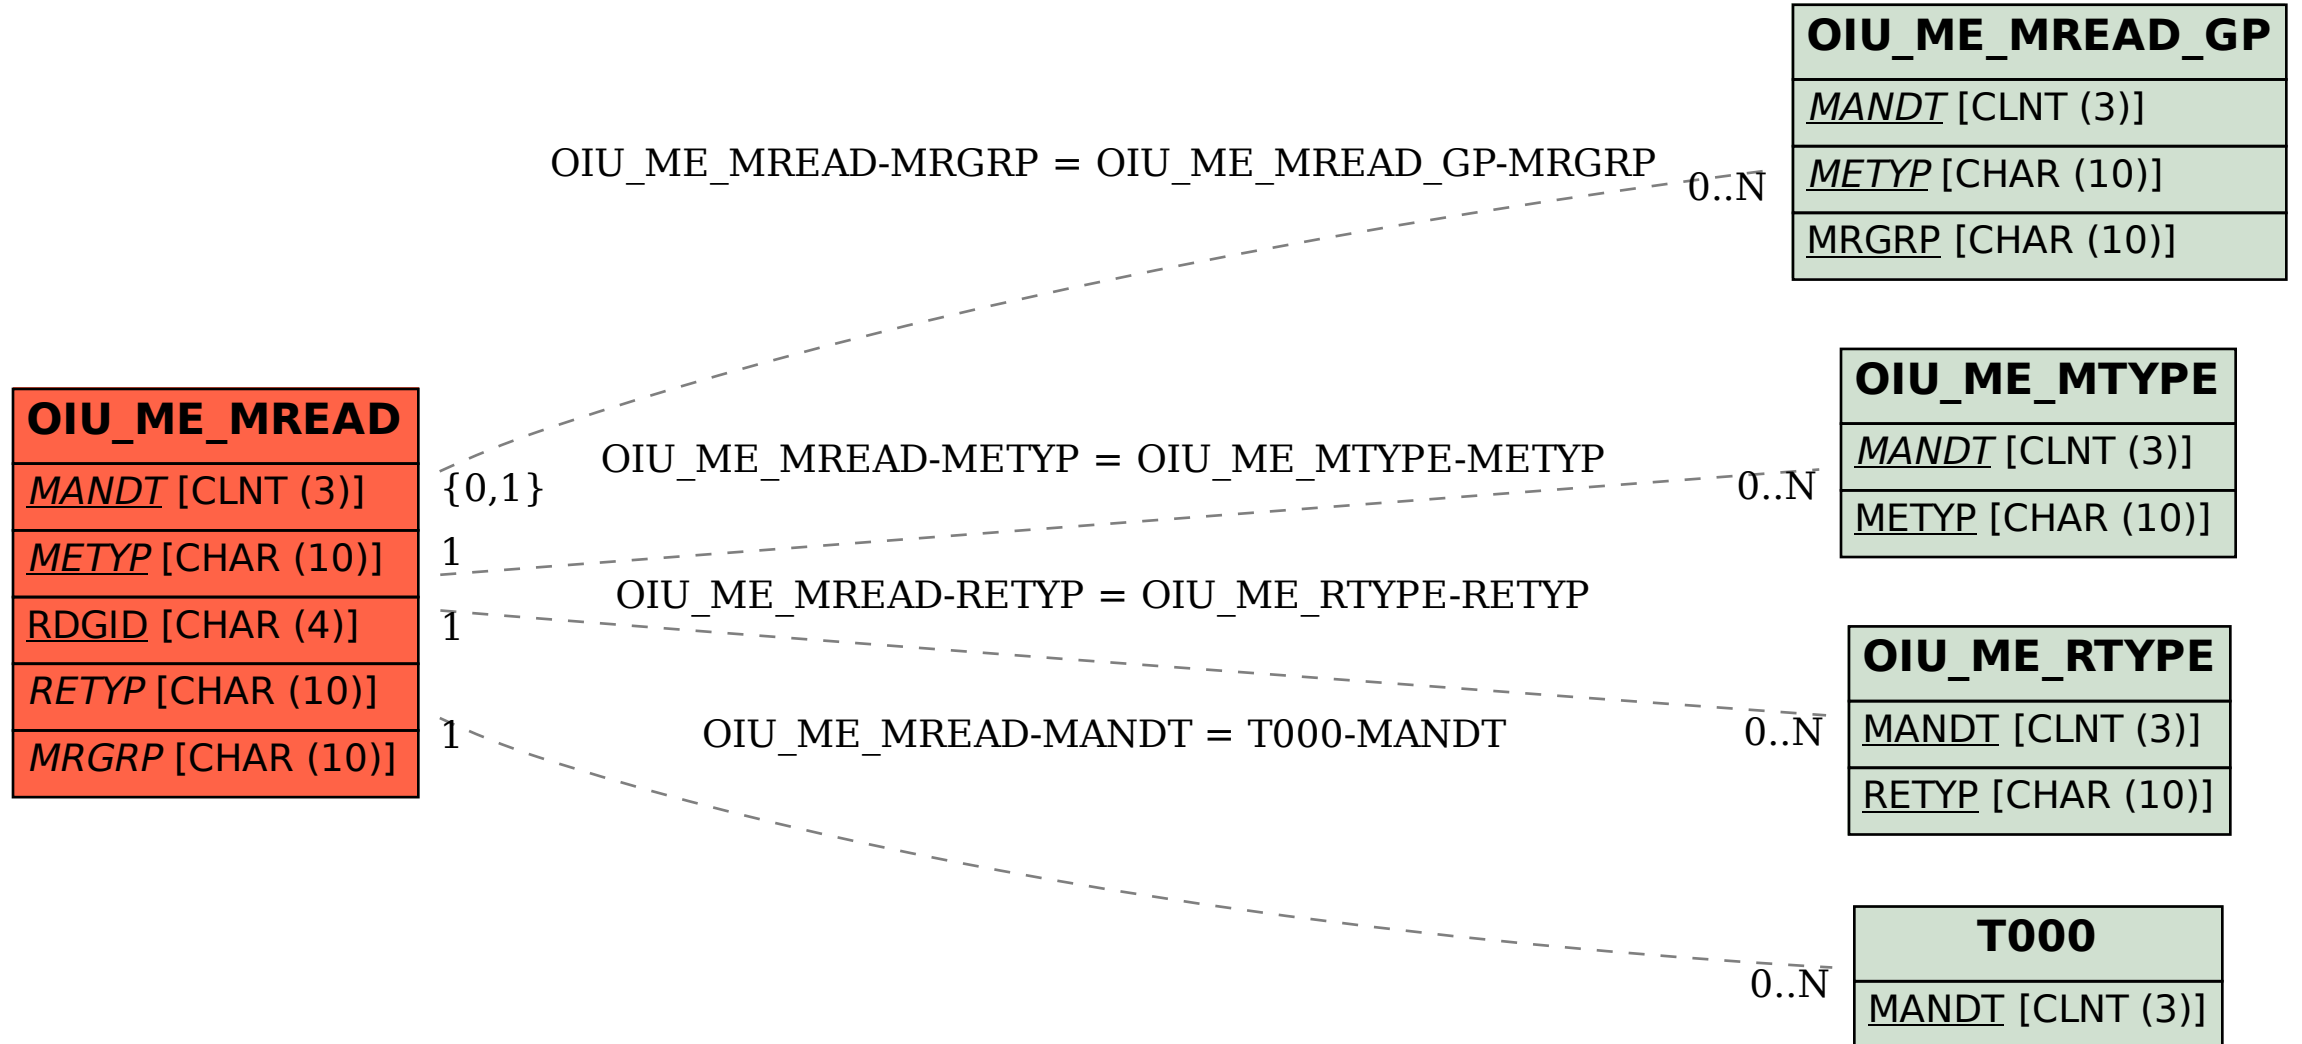 OIU_ME_MREAD
MANDT [CLNT (3)]
METYP [CHAR (10)]
RDGID [CHAR (4)]
RETYP [CHAR (10)]
MRGRP [CHAR (10)]
OIU_ME_MREAD-MRGRP = OIU_ME_MREAD_GP-MRGRP
0..N
{0,1}
OIU_ME_MREAD-METYP = OIU_ME_MTYPE-METYP
0..N
1
OIU_ME_MREAD-RETYP = OIU_ME_RTYPE-RETYP
0..N
1
OIU_ME_MREAD-MANDT = T000-MANDT
0..N
1
OIU_ME_MREAD_GP
MANDT [CLNT (3)]
METYP [CHAR (10)]
MRGRP [CHAR (10)]
OIU_ME_MTYPE
MANDT [CLNT (3)]
METYP [CHAR (10)]
OIU_ME_RTYPE
MANDT [CLNT (3)]
RETYP [CHAR (10)]
T000
MANDT [CLNT (3)]